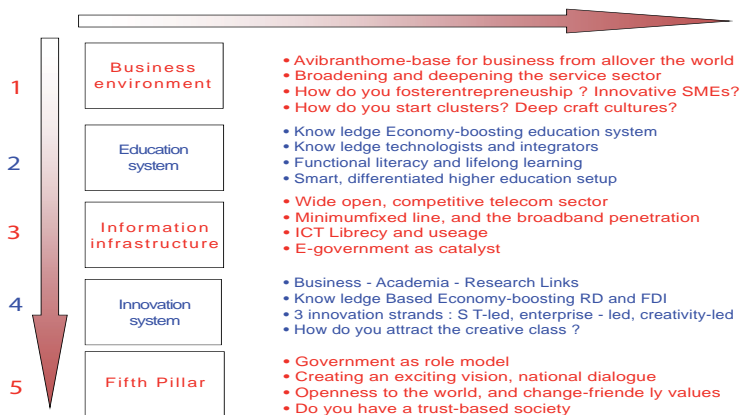 1
Business
environment
• Avibranthome-base for business from allover the world
• Broadening and deepening the service sector
• How do you fosterentrepreneuship ? Innovative SMEs?
• How do you start clusters? Deep craft cultures?
2
Education
system
• Know ledge Economy-boosting education system
• Know ledge technologists and integrators
• Functional literacy and lifelong learning
• Smart, differentiated higher education setup
3
Information
infrastructure
• Wide open, competitive telecom sector
• Minimumfixed line, and the broadband penetration
• ICT Librecy and useage
• E-government as catalyst
4
Innovation
system
• Business - Academia - Research Links
• Know ledge Based Economy-boosting RD and FDI
• 3 innovation strands : S T-led, enterprise - led, creativity-led
• How do you attract the creative class ?
5
Fifth Pillar
• Government as role model
• Creating an exciting vision, national dialogue
• Openness to the world, and change-friende ly values
• Do you have a trust-based society